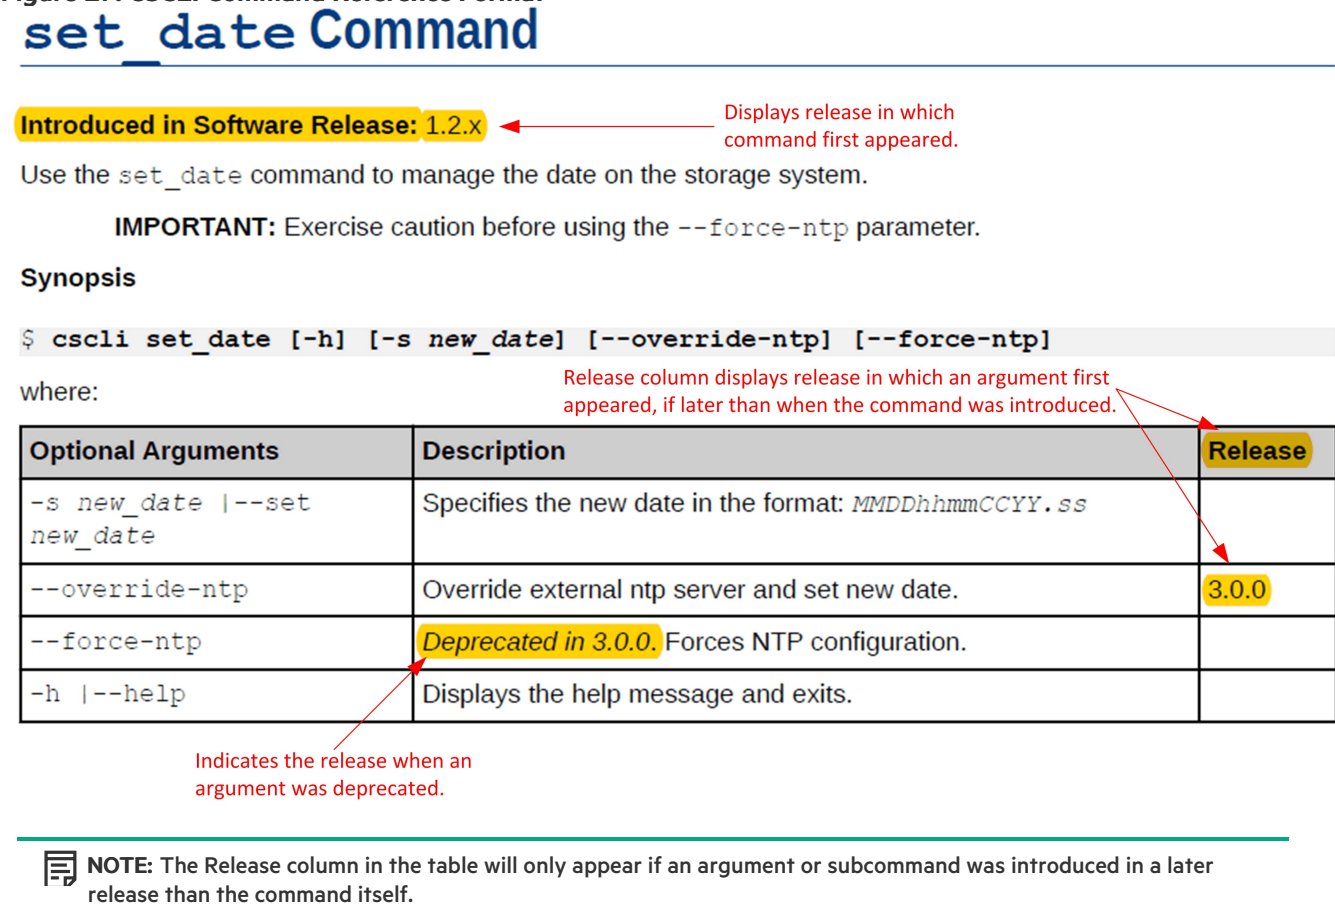 set_date Command
Introduced in Software Release: 1.2.x
Displays release in which
command first appeared.
Use the set_date command to manage the date on the storage system.
IMPORTANT: Exercise caution before using the --force-ntp parameter.
Synopsis
$ cscli set_date [-h] [-s new_date] [--override-ntp] [--force-ntp]
where:
Release column displays release in which an argument first
appeared, if later than when the command was introduced.
Optional Arguments Description Release
-s new_date |--set Specifies the new date in the format: MMDDhhmmCCYY.ss
new_date
--override-ntp Override external ntp server and set new date. 3.0.0
--force-ntp Deprecated in 3.0.0. Forces NTP configuration.
-h |--help Displays the help message and exits.
Indicates the release when an
argument was deprecated.
NOTE: The Release column in the table will only appear if an argument or subcommand was introduced in a later
release than the command itself.